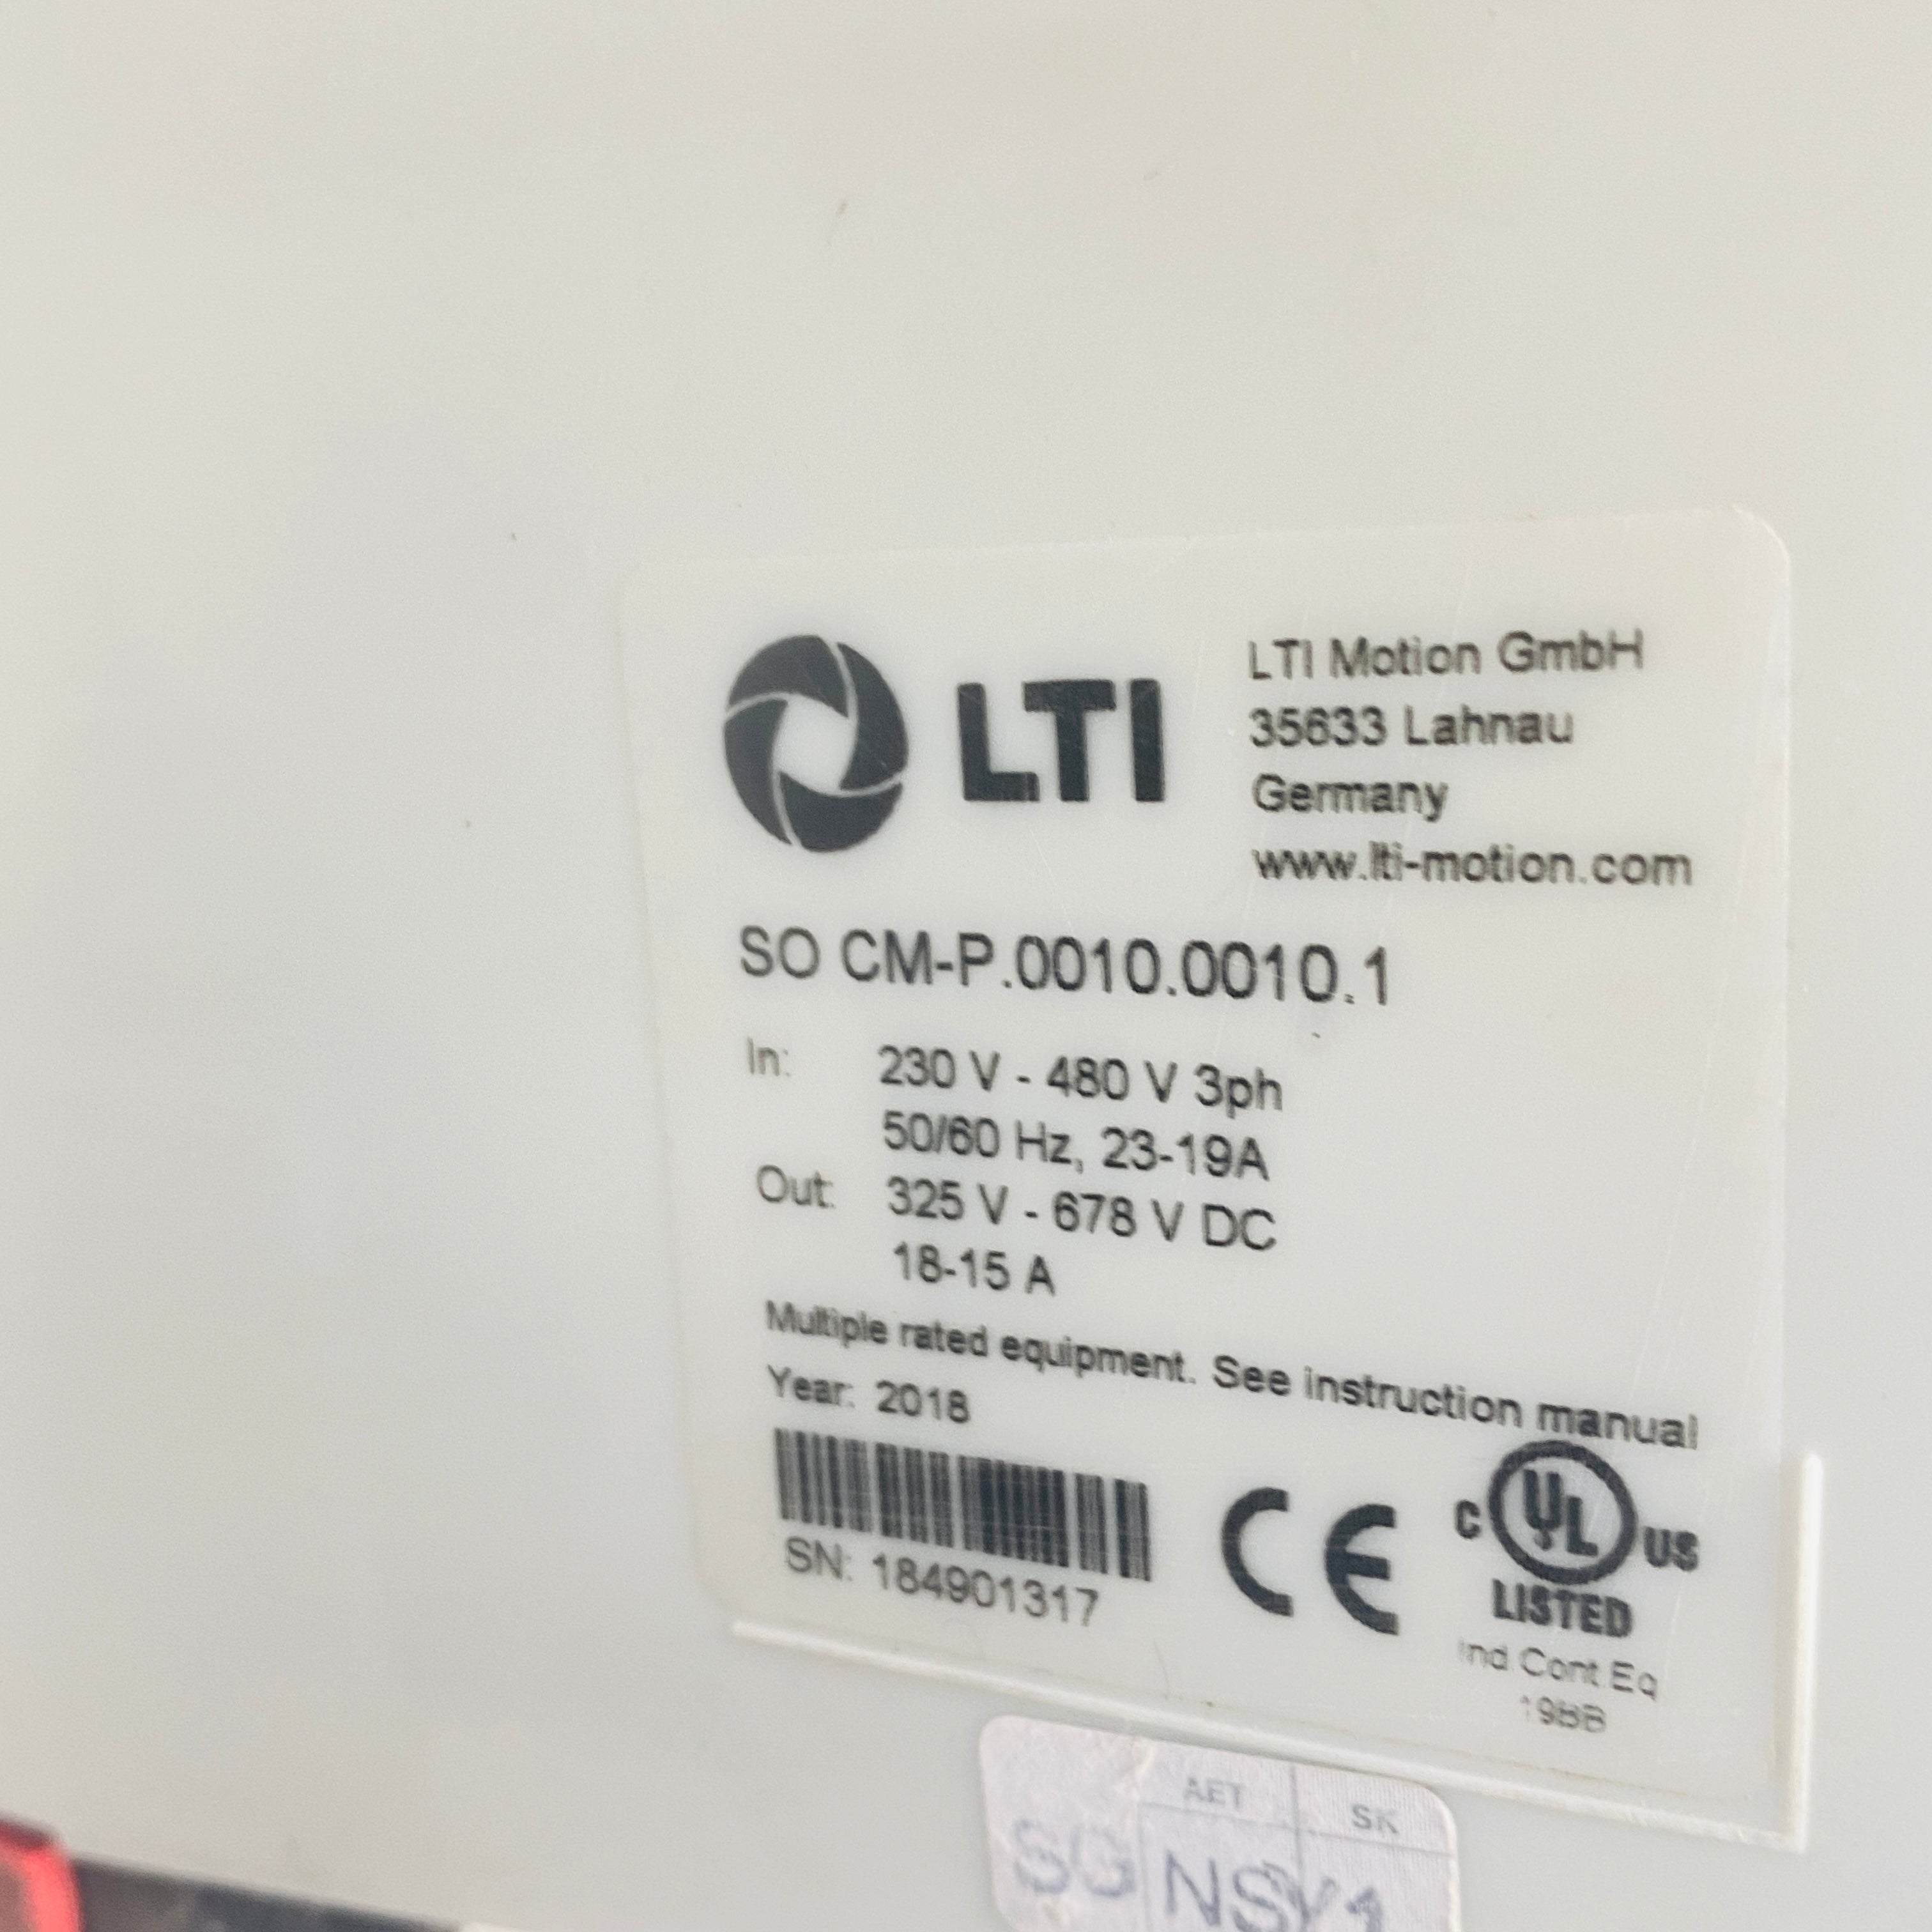 LTI
LTI Motion GmbH
35633 Lahnau
Germany
www.lti-motion.com
SO CM-P.0010.0010.1
In: 230 V - 480 V 3ph
50/60 Hz, 23-19A
Out: 325 V - 678 V DC
18-15 A
Multiple rated equipment. See instruction manual
Year: 2018
SN: 184901317
CE
C UL US
LISTED
Ind Cont Eq
19BB
AET SK